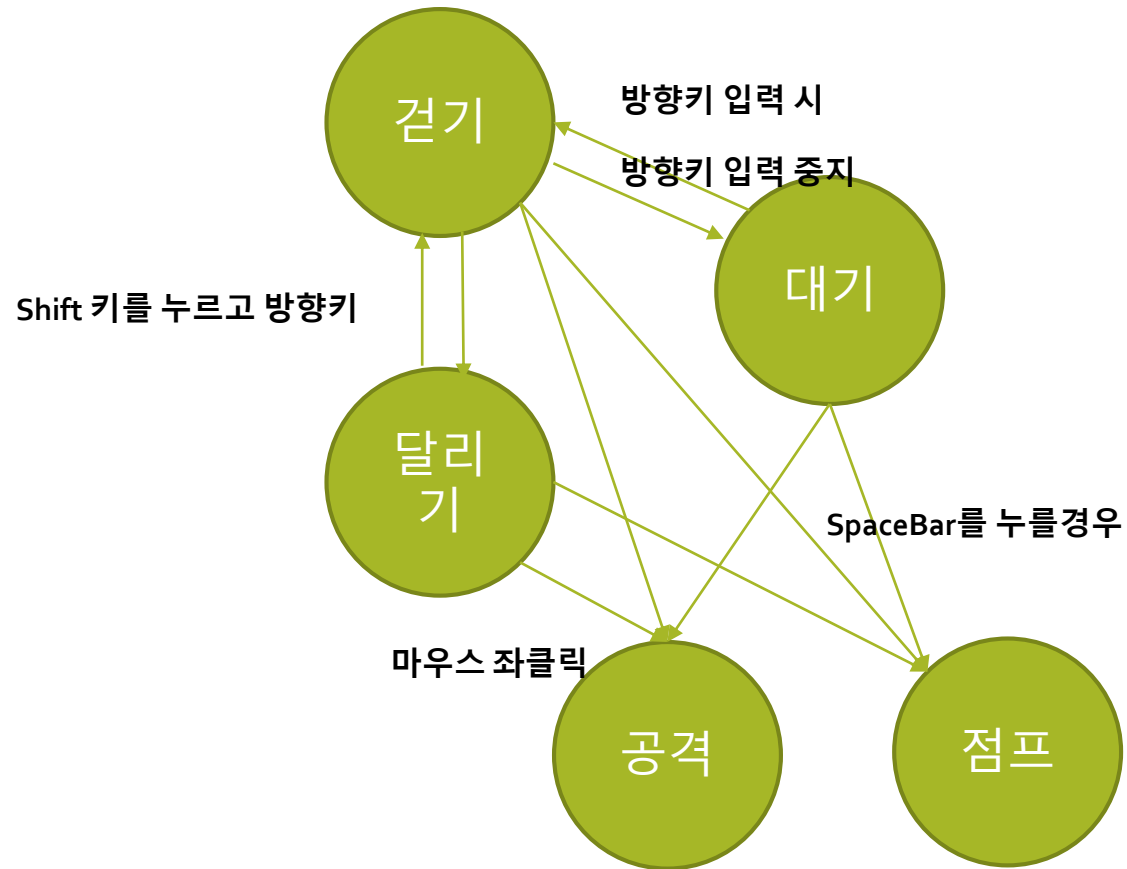 걷기
방향키 입력 시
방향키 입력 중지
대기
Shift 키를 누르고 방향키
달리
기
SpaceBar를 누를경우
마우스 좌클릭
공격
점프